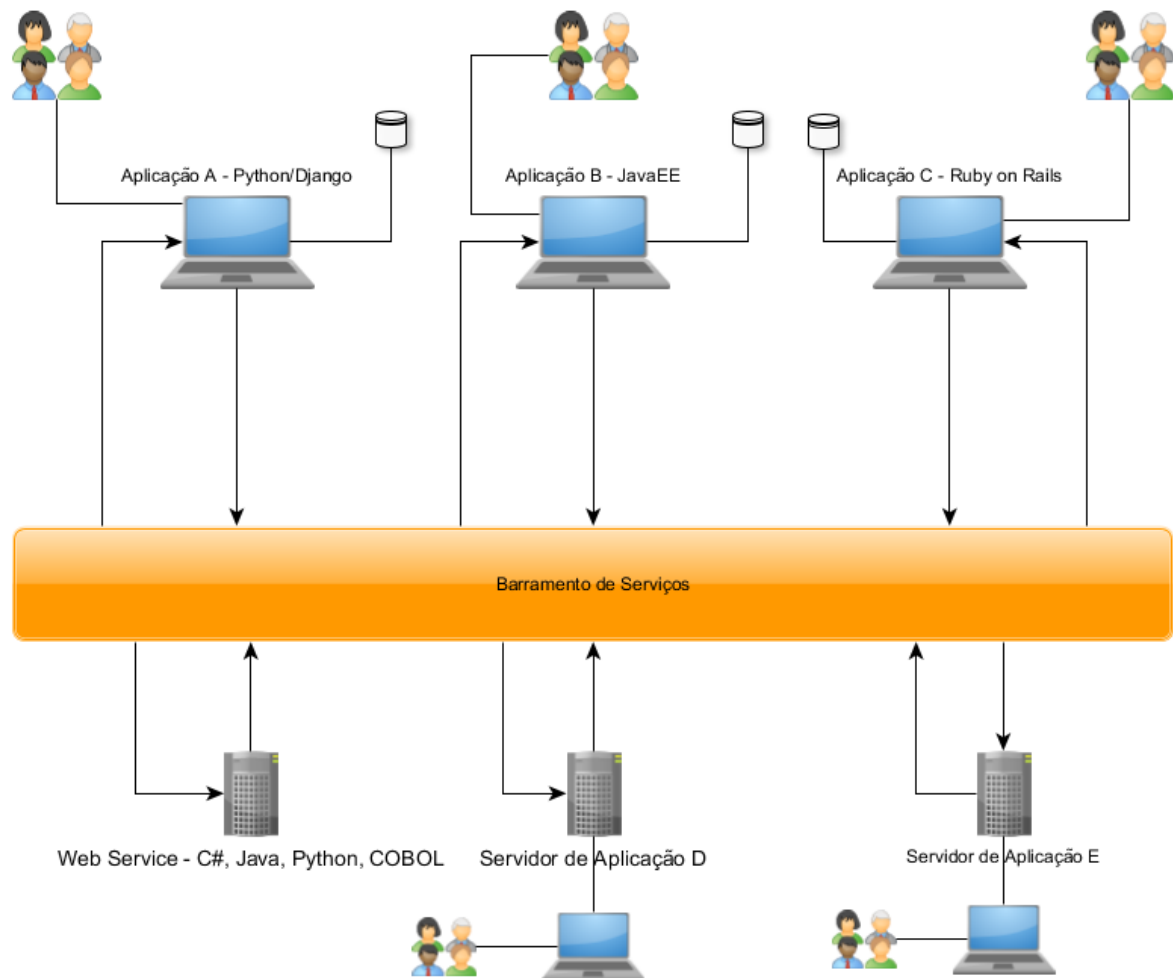 Aplicação A - Python/Django
Aplicação B - JavaEE
Aplicação C - Ruby on Rails
Barramento de Serviços
Web Service - C#, Java, Python, COBOL
Servidor de Aplicação D
Servidor de Aplicação E